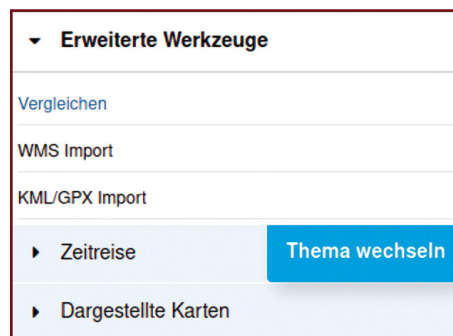 Erweiterte Werkzeuge
Vergleichen
WMS Import
KML/GPX Import
Zeitreise
Thema wechseln
Dargestellte Karten